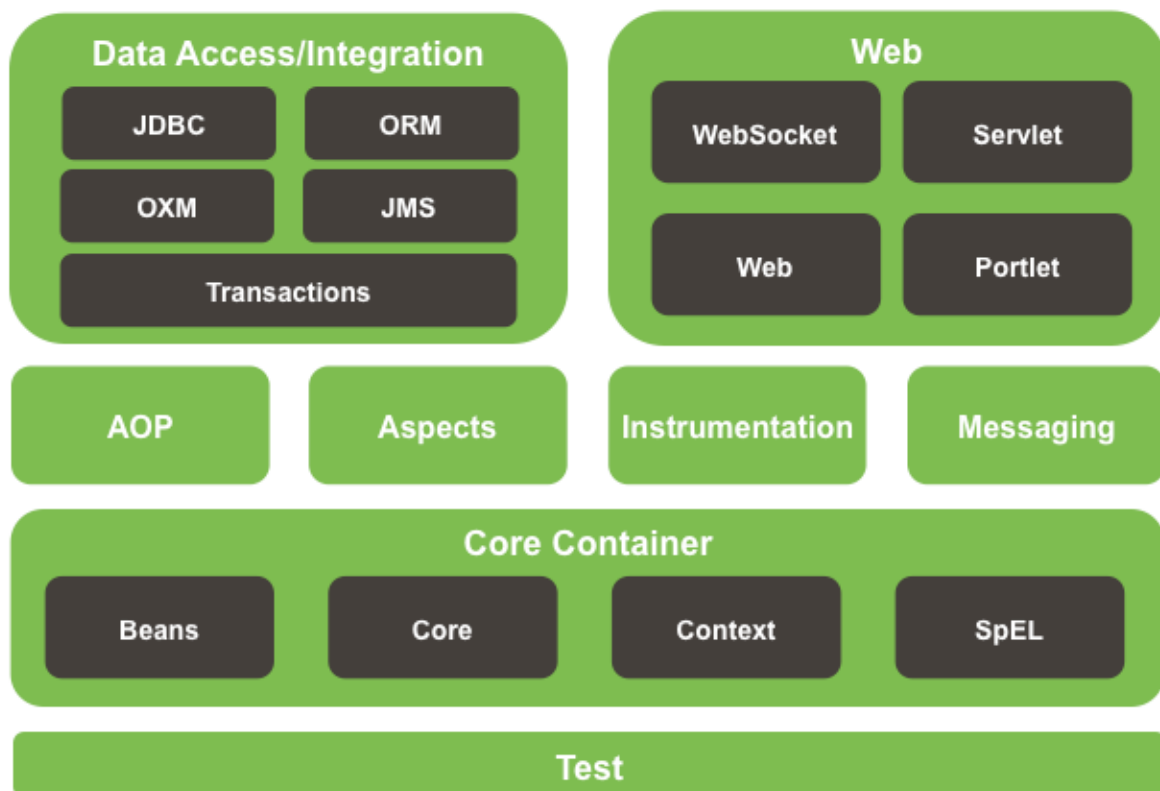 Data Access/Integration
JDBC
ORM
OXM
JMS
Transactions
Web
WebSocket
Servlet
Web
Portlet
AOP
Aspects
Instrumentation
Messaging
Core Container
Beans
Core
Context
SpEL
Test